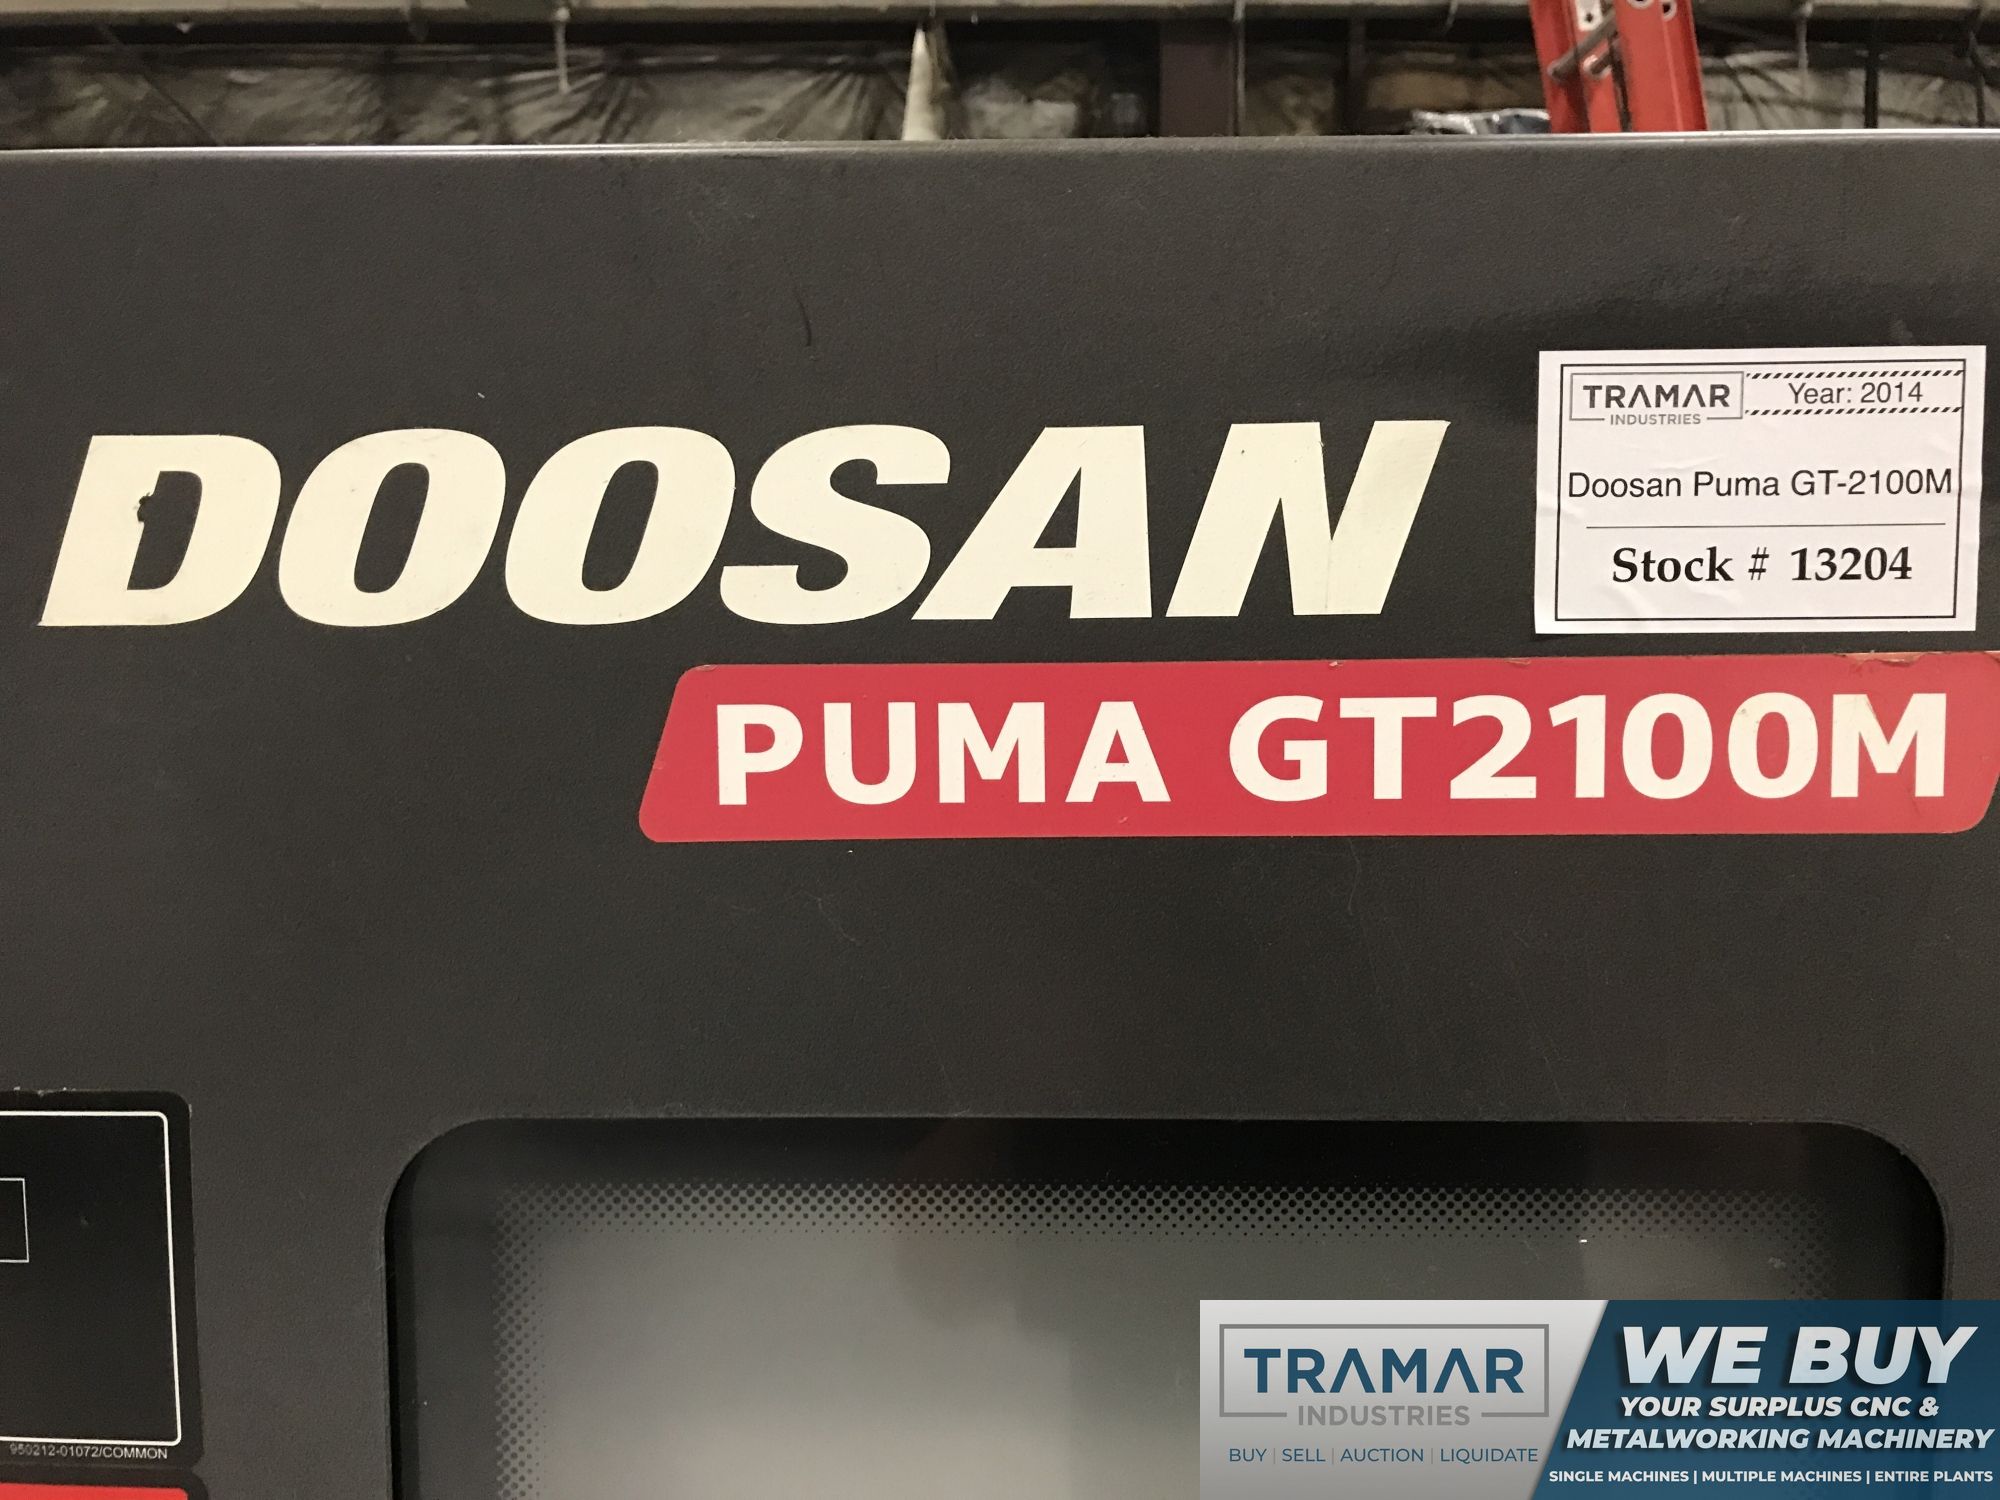 DOOSAN
PUMA GT2100M
TRAMAR
INDUSTRIES
Year: 2014
Doosan Puma GT-2100M
Stock # 13204
950212-01072/COMMON
TRAMAR
INDUSTRIES
BUY | SELL | AUCTION | LIQUIDATE
WE BUY
YOUR SURPLUS CNC &
METALWORKING MACHINERY
SINGLE MACHINES | MULTIPLE MACHINES | ENTIRE PLANTS